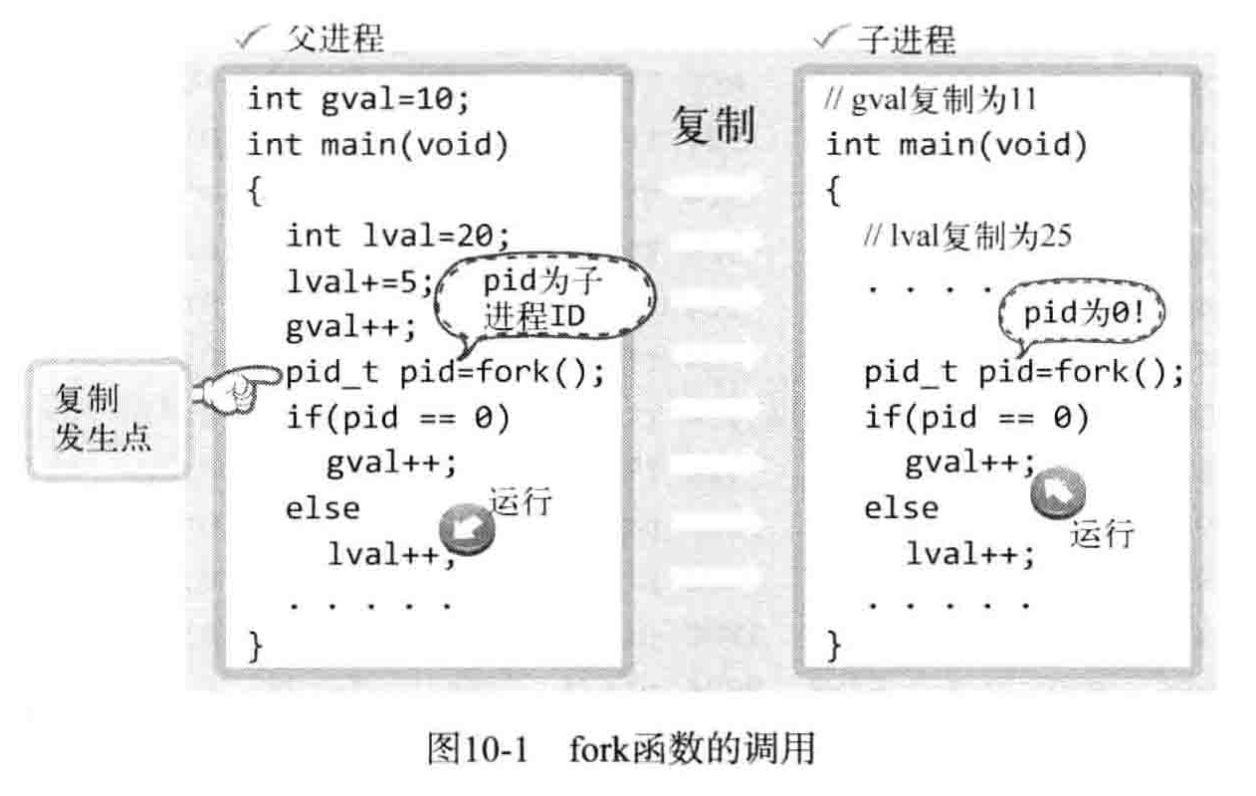 ✓ 父进程
int gval=10;
int main(void)
{
int lval=20;
lval+=5;
gval++;
pid为子
进程ID
pid_t pid=fork();
if(pid == 0)
gval++;
else
运行
lval++;
. . . . .
}
复制
发生点
复制
✓ 子进程
// gval复制为11
int main(void)
{
// lval复制为25
. . . .
pid为0!
pid_t pid=fork();
if(pid == 0)
gval++;
else
运行
lval++;
. . . . .
}
图10-1 fork函数的调用